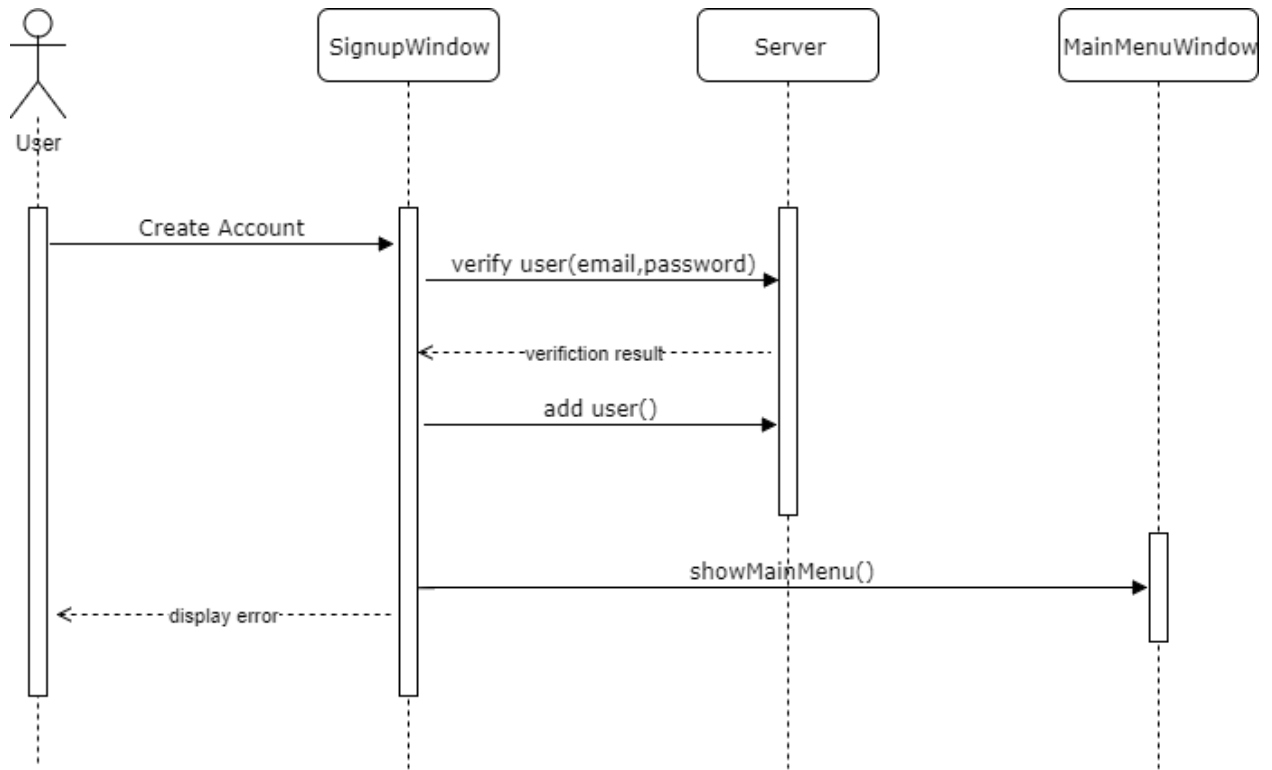 SignupWindow
Server
MainMenuWindow
User
Create Account
verify user(email,password)
verifiction result
add user()
showMainMenu()
display error